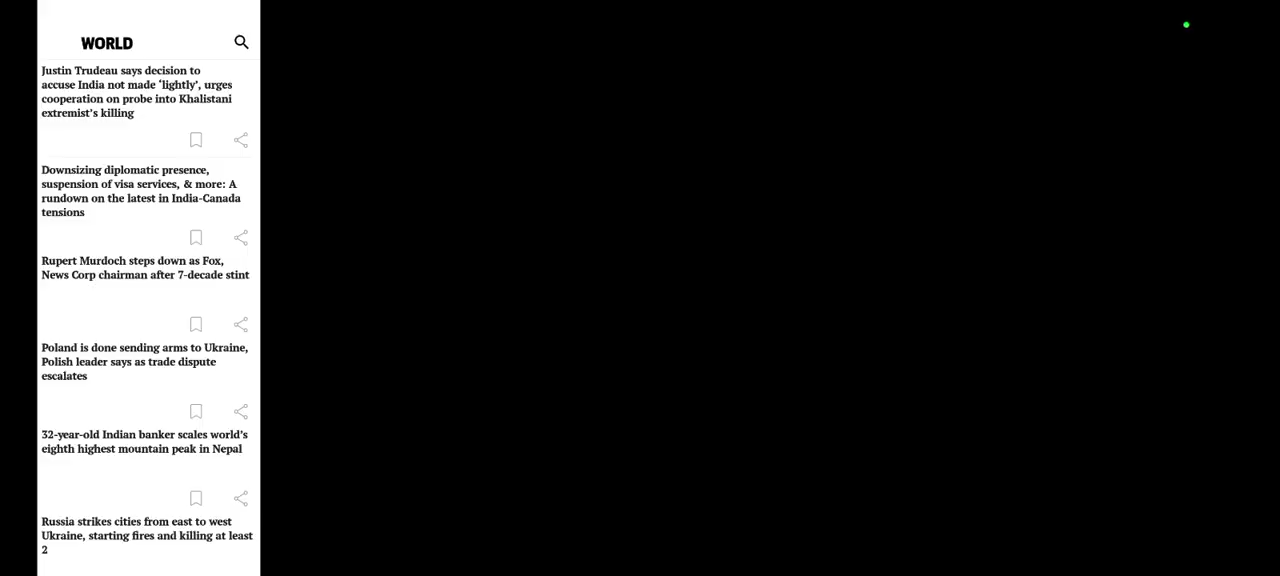 WORLD
Justin Trudeau says decision to
accuse India not made ‘lightly’, urges
cooperation on probe into Khalistani
extremist’s killing
Downsizing diplomatic presence,
suspension of visa services, & more: A
rundown on the latest in India-Canada
tensions
Rupert Murdoch steps down as Fox,
News Corp chairman after 7-decade stint
Poland is done sending arms to Ukraine,
Polish leader says as trade dispute
escalates
32-year-old Indian banker scales world’s
eighth highest mountain peak in Nepal
Russia strikes cities from east to west
Ukraine, starting fires and killing at least
2